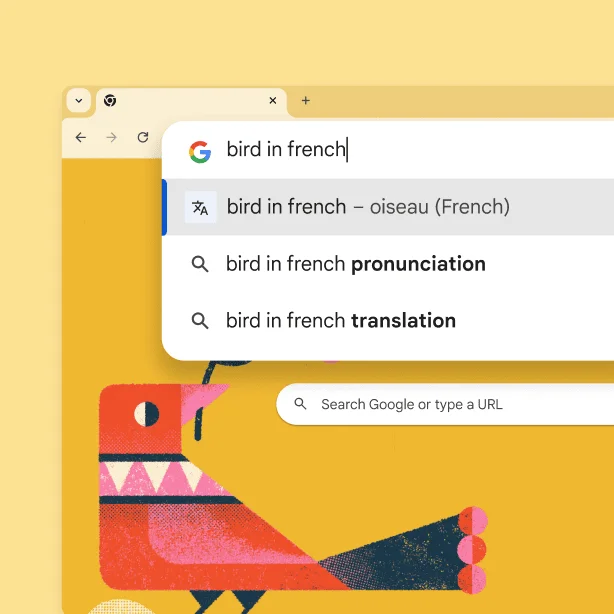 bird in french
bird in french – oiseau (French)
bird in french pronunciation
bird in french translation
Search Google or type a URL